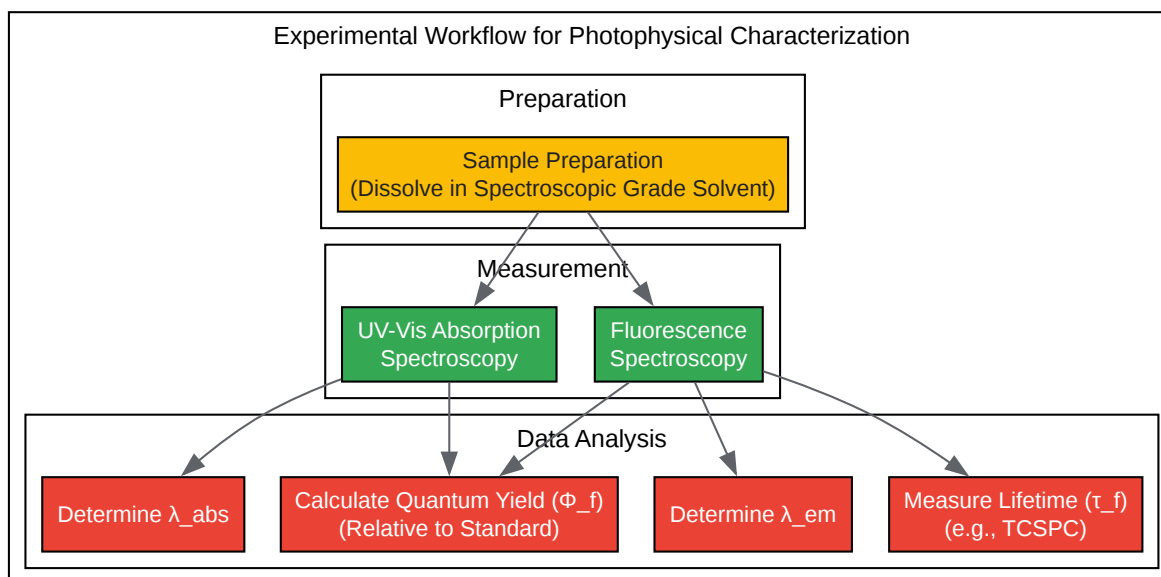 Experimental Workflow for Photophysical Characterization
Preparation
Sample Preparation
(Dissolve in Spectroscopic Grade Solvent)
Measurement
UV-Vis Absorption
Spectroscopy
Fluorescence
Spectroscopy
Data Analysis
Determine λ_abs
Calculate Quantum Yield (Φ_f)
(Relative to Standard)
Determine λ_em
Measure Lifetime (τ_f)
(e.g., TCSPC)